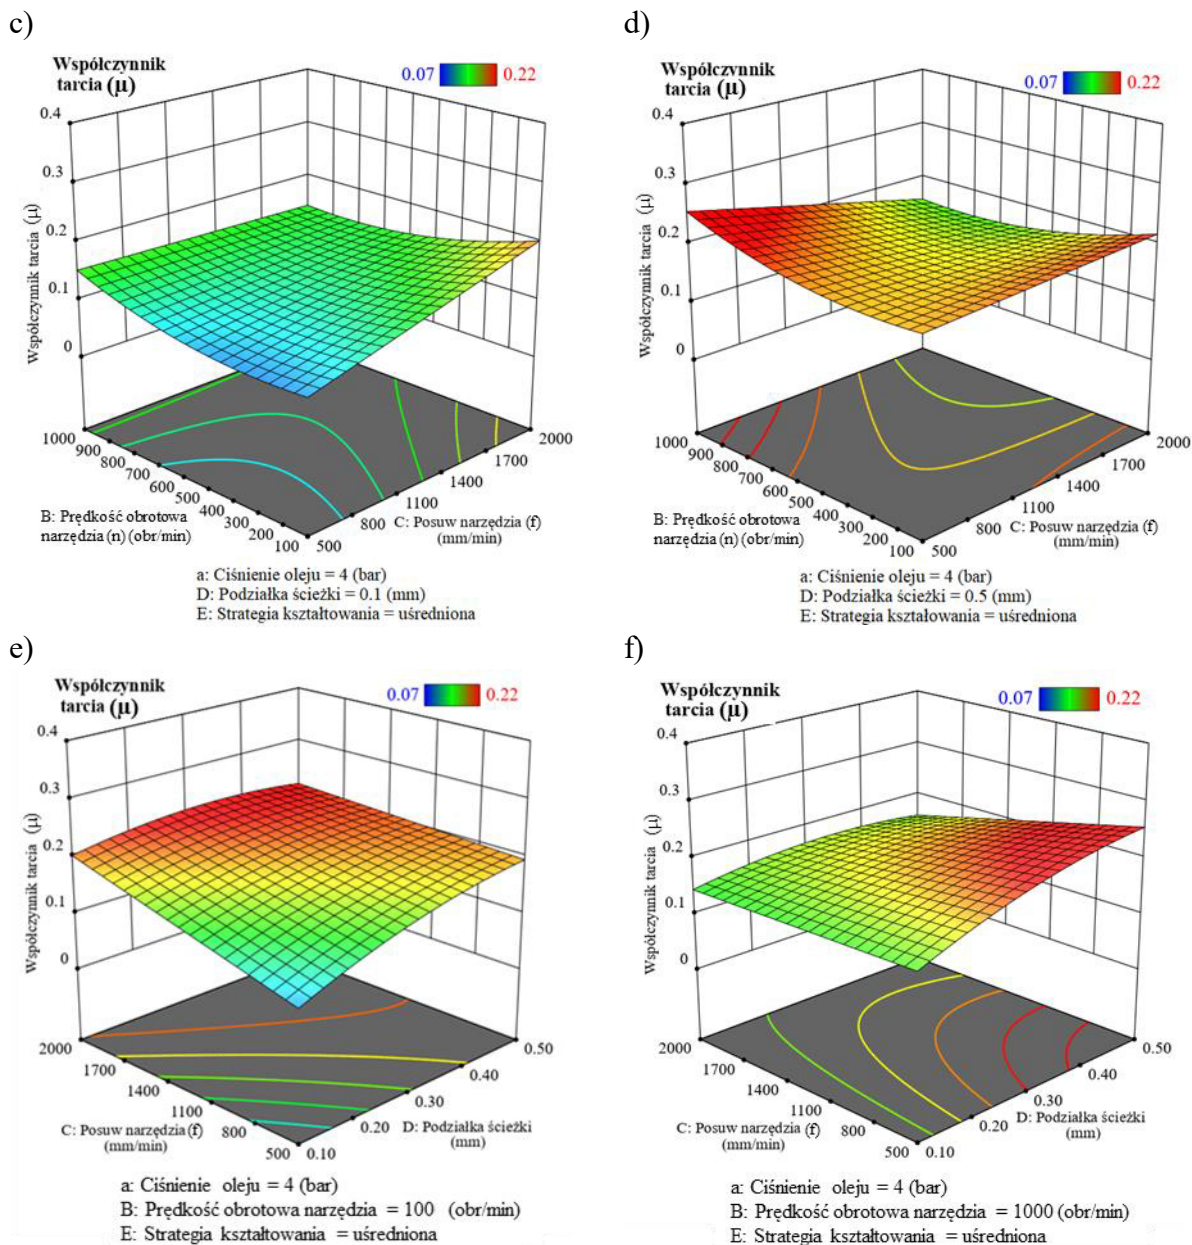 c)
Współczynnik
tarcia (μ)
0.07 0.22
0.4
0.3
0.2
0.1
0
Współczynnik tarcia (μ)
1000
900
800
700
600
500
400
300
200
100
B: Prędkość obrotowa
narzędzia (n) (obr/min)
500
800
1100
1400
1700
2000
C: Posuw narzędzia (f)
(mm/min)
a: Ciśnienie oleju = 4 (bar)
D: Podziałka ścieżki = 0.1 (mm)
E: Strategia kształtowania = uśredniona
d)
Współczynnik
tarcia (μ)
0.07 0.22
0.4
0.3
0.2
0.1
0
Współczynnik tarcia (μ)
1000
900
800
700
600
500
400
300
200
100
B: Prędkość obrotowa
narzędzia (n) (obr/min)
500
800
1100
1400
1700
2000
C: Posuw narzędzia (f)
(mm/min)
a: Ciśnienie oleju = 4 (bar)
D: Podziałka ścieżki = 0.5 (mm)
E: Strategia kształowania = uśredniona
e)
Współczynnik
tarcia (μ)
0.07 0.22
0.4
0.3
0.2
0.1
0
Współczynnik tarcia (μ)
2000
1700
1400
1100
800
500
C: Posuw narzędzia (f)
(mm/min)
0.10
0.20
0.30
0.40
0.50
D: Podziałka ścieżki
(mm)
a: Ciśnienie oleju = 4 (bar)
B: Prędkość obrotowa narzędzia = 100 (obr/min)
E: Strategia kształtowania = uśredniona
f)
Współczynnik
tarcia (μ)
0.07 0.22
0.4
0.3
0.2
0.1
0
Współczynnik tarcia (μ)
2000
1700
1400
1100
800
500
C: Posuw narzędzia (f)
(mm/min)
0.10
0.20
0.30
0.40
0.50
D: Podziałka ścieżki
(mm)
a: Ciśnienie oleju = 4 (bar)
B: Prędkość obrotowa narzędzia = 1000 (obr/min)
E: Strategia kształtowania = uśredniona